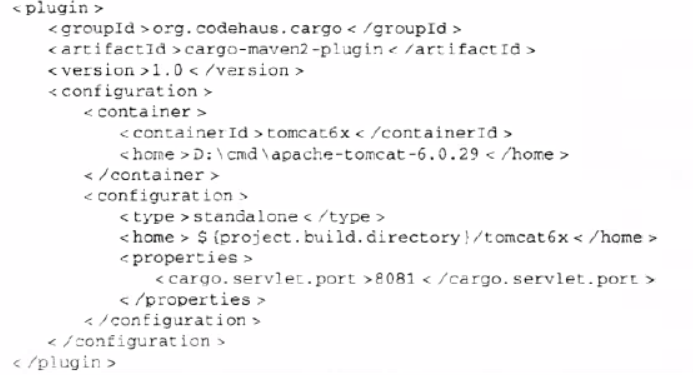 <plugin>
<groupId>org.codehaus.cargo</groupId>
<artifactId>cargo-maven2-plugin</artifactId>
<version>1.0</version>
<configuration>
<container>
<containerId>tomcat6x</containerId>
<home>D:\cmd\apache-tomcat-6.0.29</home>
</container>
<configuration>
<type>standalone</type>
<home>${project.build.directory}/tomcat6x</home>
<properties>
<cargo.servlet.port>8081</cargo.servlet.port>
</properties>
</configuration>
</configuration>
</plugin>